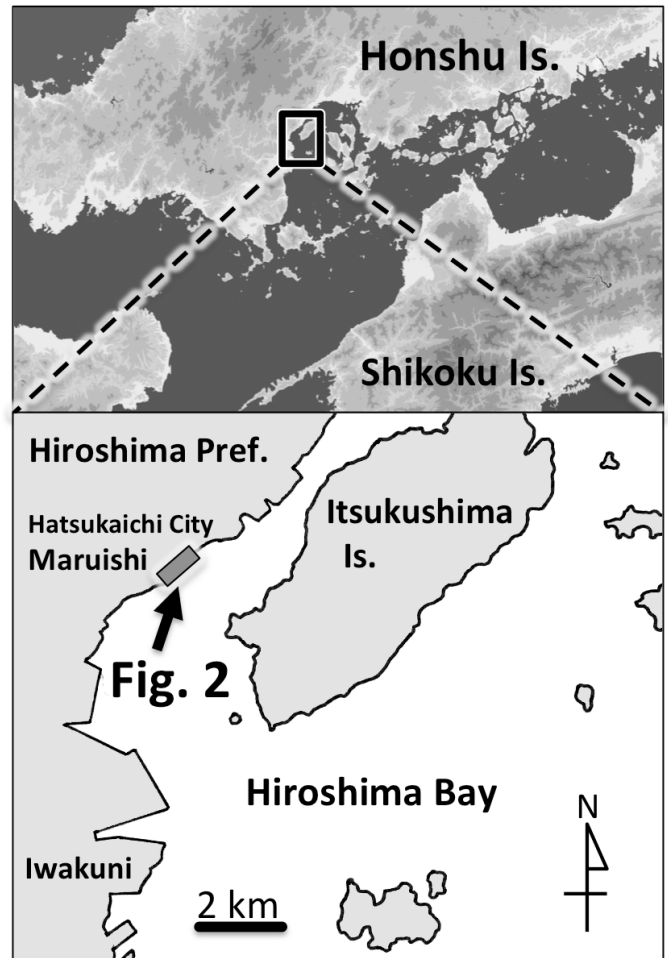 Honshu Is.
Shikoku Is.
Hiroshima Pref.
Hatsukaichi City
Maruishi
Itsukushima
Is.
Fig. 2
Hiroshima Bay
N
Iwakuni
2 km